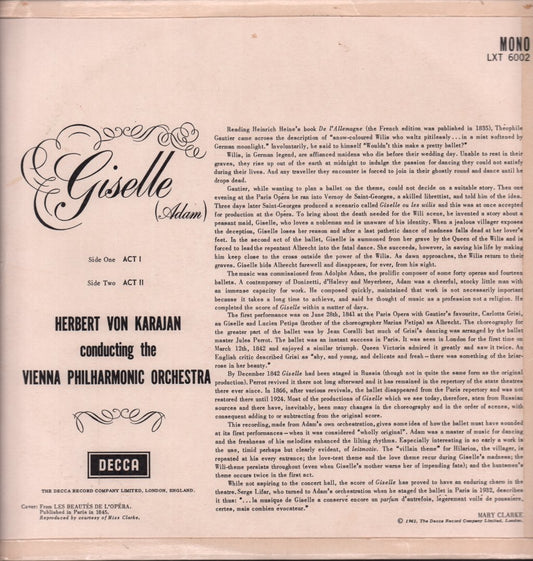 MONO
LXT 6002
Giselle
(Adam)
Side One ACT I
Side Two ACT II
HERBERT VON KARAJAN
conducting the
VIENNA PHILHARMONIC ORCHESTRA
DECCA
THE DECCA RECORD COMPANY LIMITED, LONDON, ENGLAND.
Cover: From LES BEAUTÉS DE L'OPÉRA.
Published in Paris in 1845.
Reproduced by courtesy of Miss Clarke.
Reading Heinrich Heine's book De l'Allemagne (the French edition was published in 1835), Théophile
Gautier came across the description of "snow-coloured Wilis who waltz pitilessly... in a mist softened by
German moonlight." Involuntarily, he said to himself "Wouldn't this make a pretty ballet?"
Wilis, in German legend, are affianced maidens who die before their wedding day. Unable to rest in their
graves, they rise up out of the earth at midnight to indulge the passion for dancing they could not satisfy
during their lives. And any traveller they encounter is forced to join in their ghostly round and dance until he
drops dead.
Gautier, while wanting to plan a ballet on the theme, could not decide on a suitable story. Then one
evening at the Paris Opéra he ran into Vernoy de Saint-Georges, a skilled librettist, and told him of the idea.
Three days later Saint-Georges produced a scenario called Giselle ou les wilis and this was at once accepted
for production at the Opéra. To bring about the death needed for the Wili scene, he invented a story about a
peasant maid, Giselle, who loves a nobleman and is unaware of his identity. When a jealous villager exposes
the deception, Giselle loses her reason and after a last pathetic dance of madness falls dead at her lover's
feet. In the second act of the ballet, Giselle is summoned from her grave by the Queen of the Wilis and is
forced to lead the repentant Albrecht into the fatal dance. She succeeds, however, in saving his life by making
him keep close to the cross outside the power of the Wilis. As dawn approaches, the Wilis return to their
graves. Giselle bids Albrecht farewell and disappears, for ever, from his sight.
The music was commissioned from Adolphe Adam, the prolific composer of some forty operas and fourteen
ballets. A contemporary of Donizetti, d'Halevy and Meyerbeer, Adam was a cheerful, stocky little man with
an immense capacity for work. He composed quickly, maintained that work is not necessarily important
because it takes a long time to achieve, and said he thought of music as a profession not a religion. He
completed the score of Giselle within a matter of days.
The first performance was on June 28th, 1841 at the Paris Opera with Gautier's favourite, Carlotta Grisi,
as Giselle and Lucien Petipa (brother of the choreographer Marius Petipa) as Albrecht. The choreography for
the greater part of the ballet was by Jean Coralli but much of Grisi's dancing was arranged by the ballet
master Jules Perrot. The ballet was an instant success in Paris. It was seen in London for the first time on
March 12th, 1842 and enjoyed a similar triumph. Queen Victoria admired it greatly and saw it twice. An
English critic described Grisi as "shy, and young, and delicate and fresh—there was something of the briar-
rose in her beauty."
By December 1842 Giselle had been staged in Russia (though not in quite the same form as the original
production). Perrot revived it there not long afterward and it has remained in the repertory of the state theatres
there ever since. In 1866, after various revivals, the ballet disappeared from the Paris repertory and was not
restored there until 1924. Most of the productions of Giselle which we see today, therefore, stem from Russian
sources and there have, inevitably, been many changes in the choreography and in the order of scenes, with
consequent adding to or subtracting from the original score.
This recording, made from Adam's own orchestration, gives some idea of how the ballet must have sounded
at its first performances—when it was considered "wholly original". Adam was a master of music for dancing
and the freshness of his melodies enhanced the lilting rhythms. Especially interesting in so early a work is
the use, timid perhaps but clearly evident, of leitmotiv. The "villain theme" for Hilarion, the villager, is
repeated at his every entrance; the love-test theme and the love theme recur during Giselle's madness; the
Wili-theme persists throughout (even when Giselle's mother warns her of impending fate); and the huntsmen's
theme occurs twice in the first act.
While not aspiring to the concert hall, the score of Giselle has proved to have an enduring charm in the
theatre. Serge Lifar, who turned to Adam's orchestration when he staged the ballet in Paris in 1932, describes
it thus: "...la musique de Giselle exerce encore un parfum d'autrefois, légèrement voilé de poussière,
certes, mais combien évocateur."
MARY CLARKE
© 1961, The Decca Record Company Limited, London.